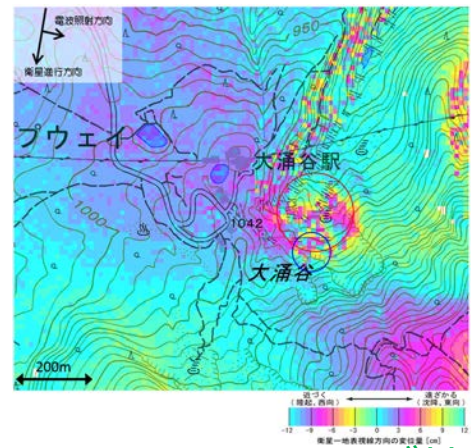 電波照射方向
衛星進行方向
950
プウェイ
大涌谷駅
1000
1042
大涌谷
200m
近づく
(隆起、西向)
遠ざかる
(沈降、東向)
-12 -9 -6 -3 0 3 6 9 12
衛星－地表視線方向の変位量 [cm]